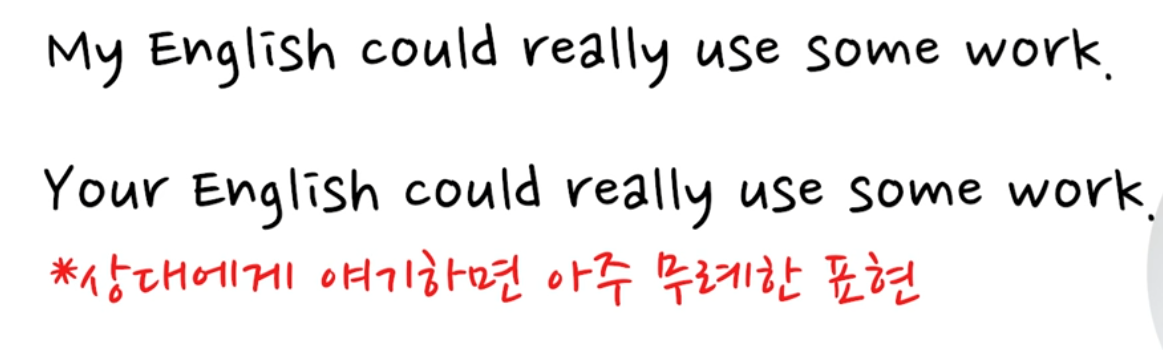 My English could really use some work.
Your English could really use some work.
*상대에게 얘기하면 아주 무례한 표현